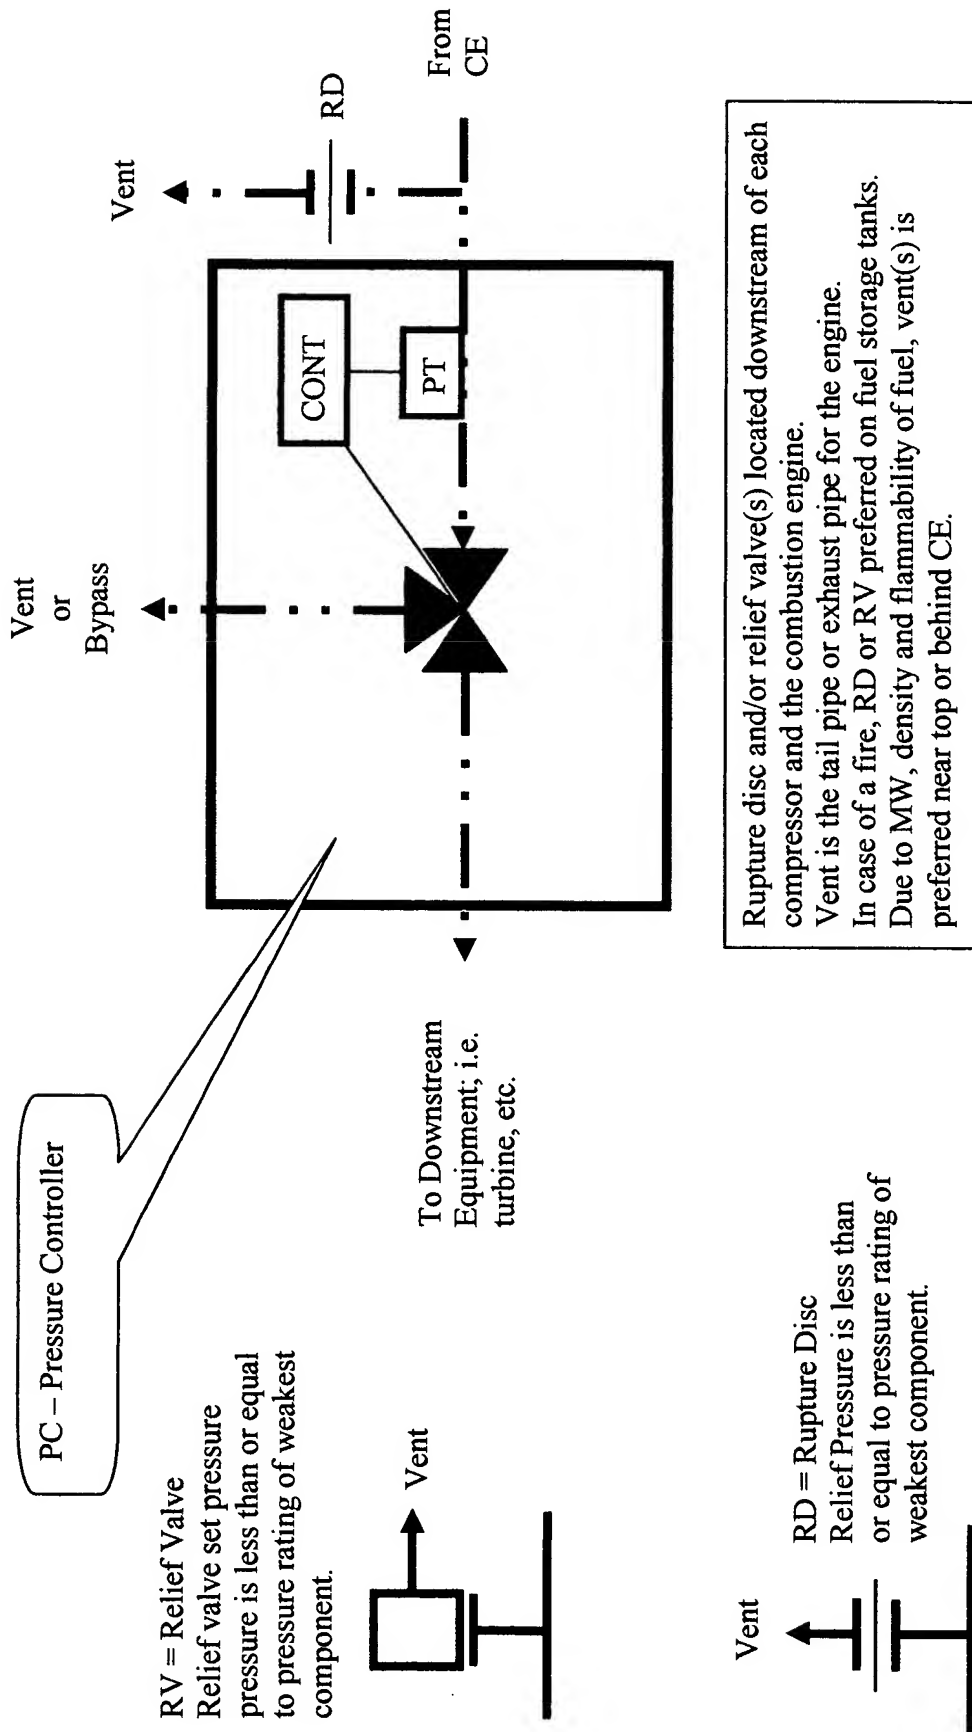 PC – Pressure Controller
RV = Relief Valve
Relief valve set pressure
pressure is less than or equal
to pressure rating of weakest
component.
Vent
RD = Rupture Disc
Relief Pressure is less than
or equal to pressure rating of
weakest component.
Vent
To Downstream
Equipment; i.e.
turbine, etc.
Vent
or
Bypass
CONT
PT
Vent
RD
From
CE
Rupture disc and/or relief valve(s) located downstream of each
compressor and the combustion engine.
Vent is the tail pipe or exhaust pipe for the engine.
In case of a fire, RD or RV preferred on fuel storage tanks.
Due to MW, density and flammability of fuel, vent(s) is
preferred near top or behind CE.